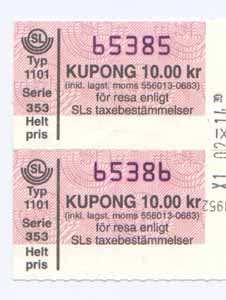 SL
65385
Typ
1101
KUPONG 10.00 kr
(inkl. lagst. moms 556013-0683)
Serie
353
för resa enligt
SLs taxebestämmelser
Helt
pris
SL
65386
Typ
1101
KUPONG 10.00 kr
(inkl. lagst. moms 556013-0683)
Serie
353
för resa enligt
SLs taxebestämmelser
Helt
pris